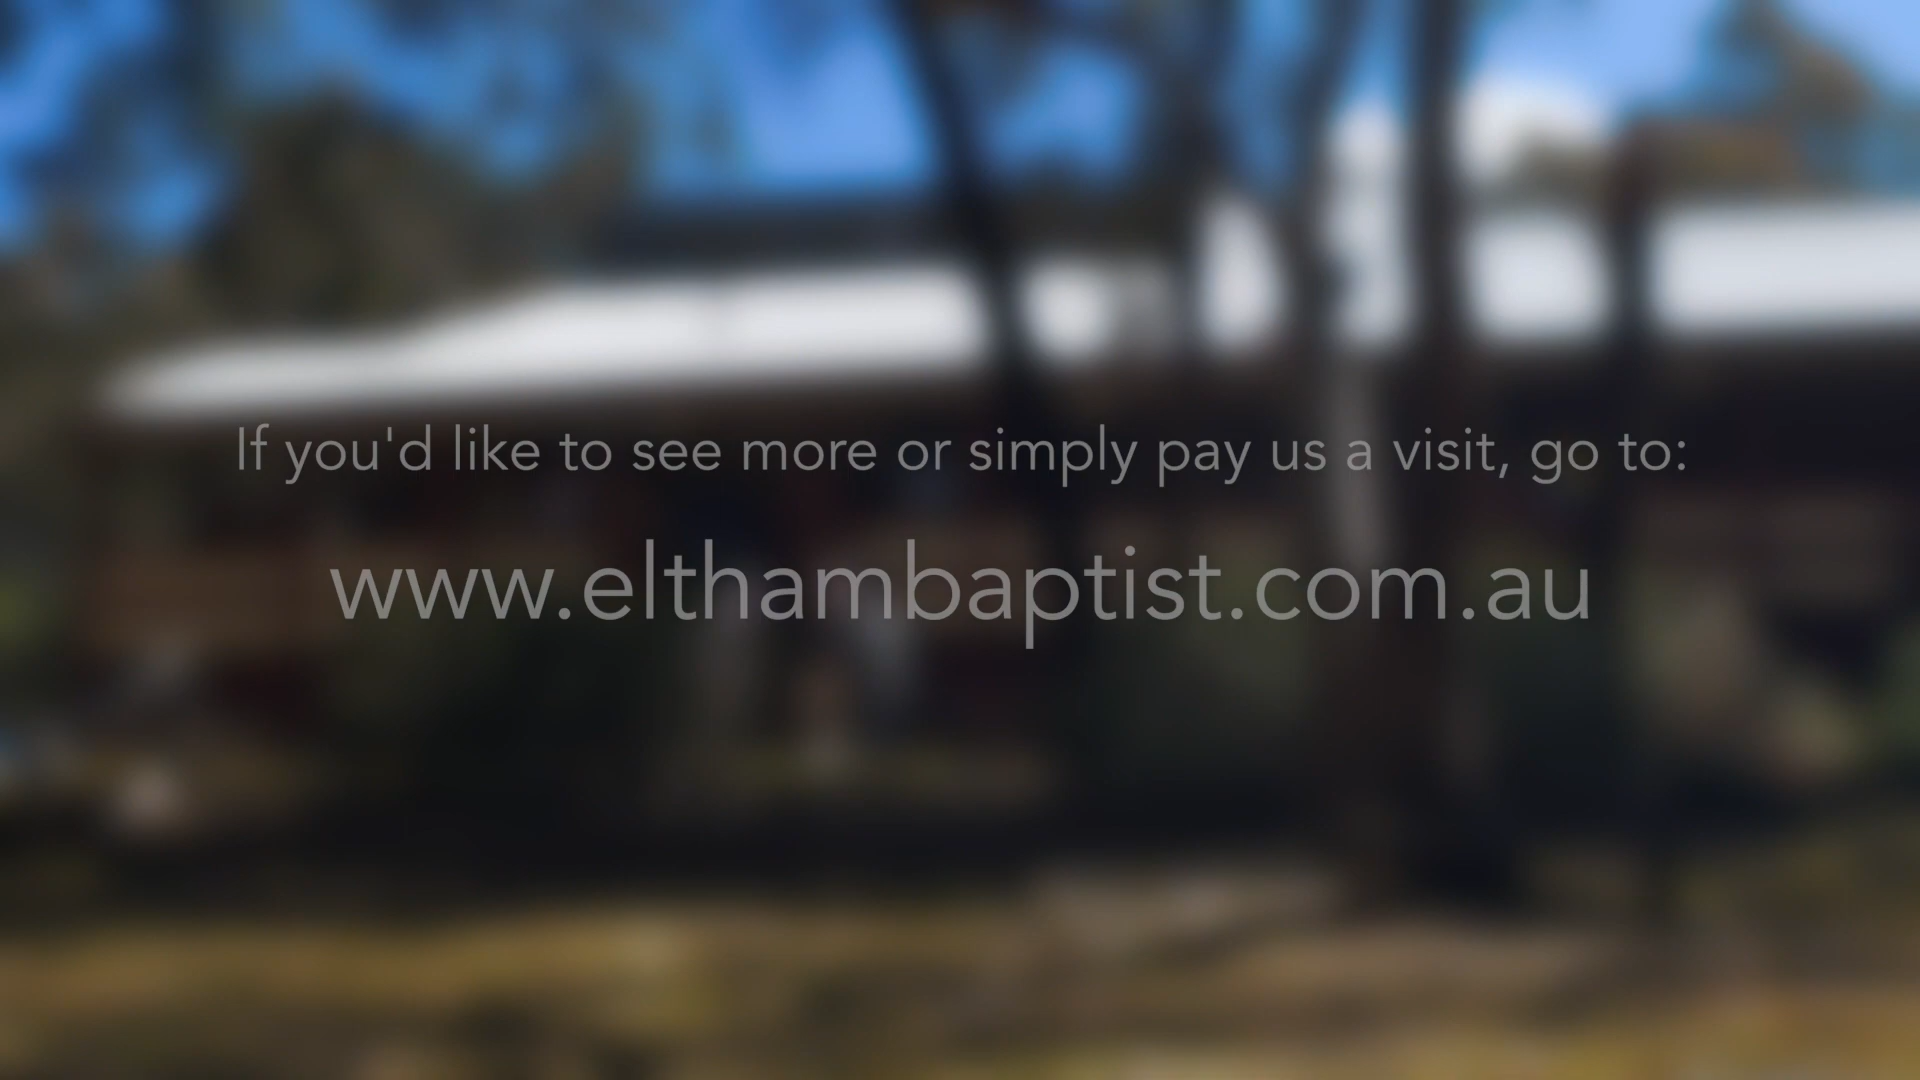 If you'd like to see more or simply pay us a visit, go to:
www.elthambaptist.com.au